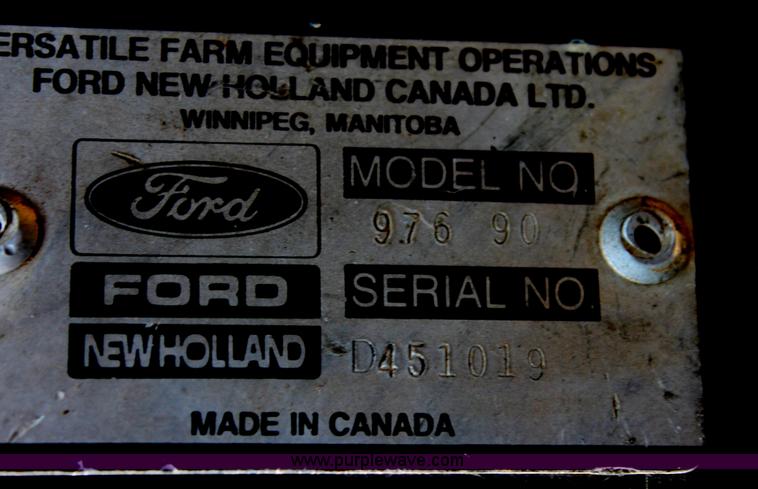 ERSATILE FARM EQUIPMENT OPERATIONS
FORD NEW HOLLAND CANADA LTD.
WINNIPEG, MANITOBA
Ford
MODEL NO.
976 90
FORD
SERIAL NO.
NEW HOLLAND
D451019
MADE IN CANADA
www.purplewave.com